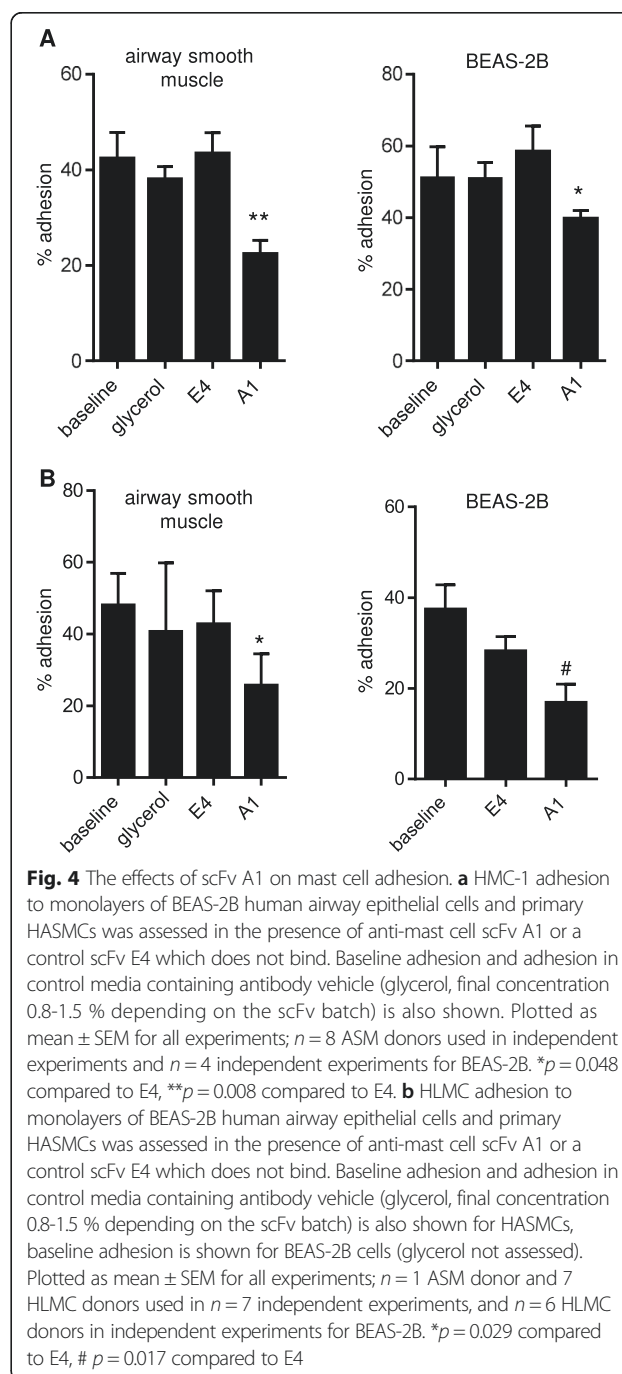 A
airway smooth
muscle
60
40
20
0
% adhesion
**
baseline
glycerol
E4
A1
BEAS-2B
80
60
40
20
0
% adhesion
*
baseline
glycerol
E4
A1
B
airway smooth
muscle
80
60
40
20
0
% adhesion
*
baseline
glycerol
E4
A1
BEAS-2B
60
40
20
0
% adhesion
#
baseline
E4
A1
Fig. 4 The effects of scFv A1 on mast cell adhesion. a HMC-1 adhesion
to monolayers of BEAS-2B human airway epithelial cells and primary
HASMCs was assessed in the presence of anti-mast cell scFv A1 or a
control scFv E4 which does not bind. Baseline adhesion and adhesion in
control media containing antibody vehicle (glycerol, final concentration
0.8-1.5 % depending on the scFv batch) is also shown. Plotted as
mean ± SEM for all experiments; n = 8 ASM donors used in independent
experiments and n = 4 independent experiments for BEAS-2B. *p = 0.048
compared to E4, **p = 0.008 compared to E4. b HLMC adhesion to
monolayers of BEAS-2B human airway epithelial cells and primary
HASMCs was assessed in the presence of anti-mast cell scFv A1 or a
control scFv E4 which does not bind. Baseline adhesion and adhesion in
control media containing antibody vehicle (glycerol, final concentration
0.8-1.5 % depending on the scFv batch) is also shown for HASMCs,
baseline adhesion is shown for BEAS-2B cells (glycerol not assessed).
Plotted as mean ± SEM for all experiments; n = 1 ASM donor and 7
HLMC donors used in n = 7 independent experiments, and n = 6 HLMC
donors in independent experiments for BEAS-2B. *p = 0.029 compared
to E4, # p = 0.017 compared to E4